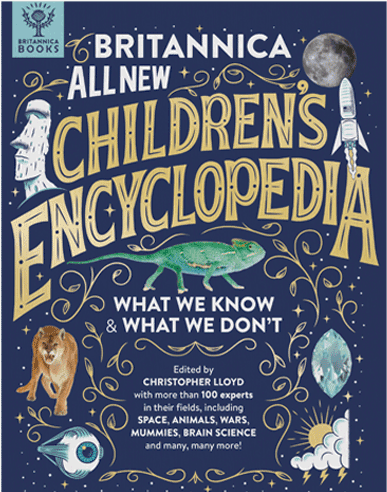 BRITANNICA
BOOKS
BRITANNICA
ALL NEW
CHILDREN'S
ENCYCLOPEDIA
WHAT WE KNOW
& WHAT WE DON'T
Edited by
CHRISTOPHER LLOYD
with more than 100 experts
in their fields, including
SPACE, ANIMALS, WARS,
MUMMIES, BRAIN SCIENCE
and many, many more!